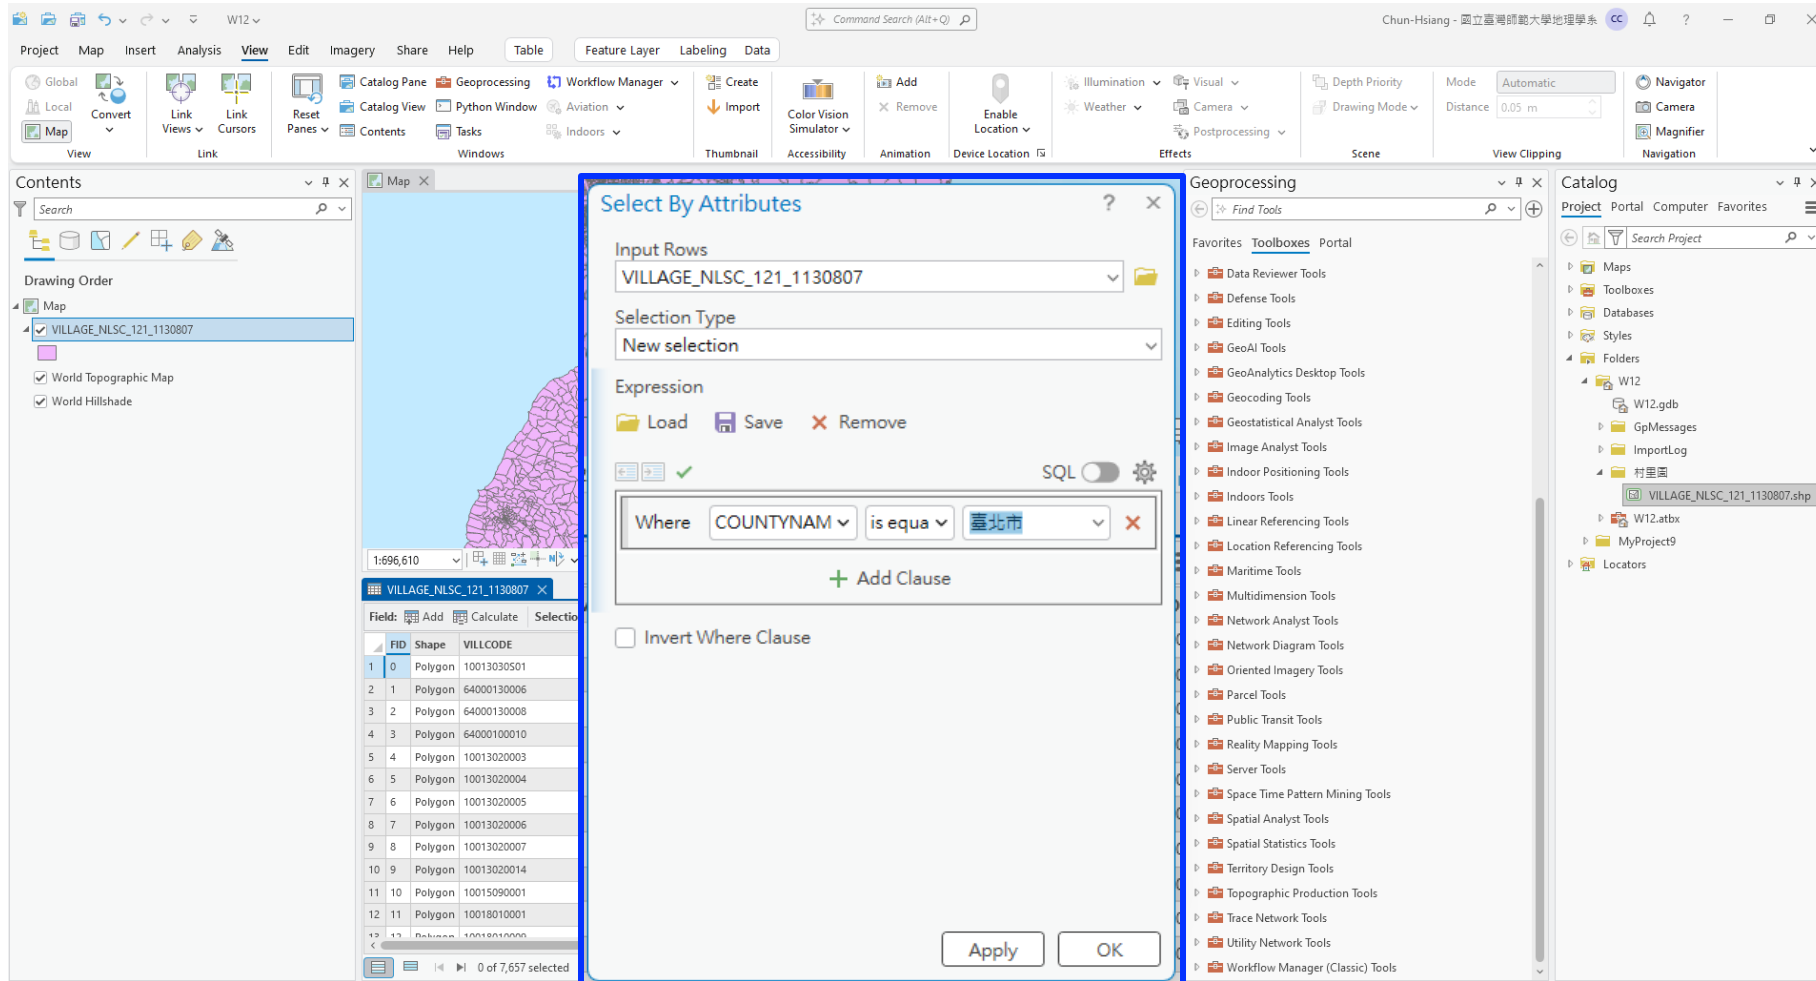 W12
Command Search (Alt+Q)
Chun-Hsiang - 國立臺灣師範大學地理學系
CC
?
Project Map Insert Analysis View Edit Imagery Share Help Table Feature Layer Labeling Data
Global
Local
Map
Convert
View
Link Views
Link Cursors
Link
Reset Panes
Catalog Pane
Catalog View
Contents
Geoprocessing
Python Window
Tasks
Workflow Manager
Aviation
Indoors
Windows
Create
Import
Thumbnail
Color Vision Simulator
Accessibility
Add
Remove
Animation
Enable Location
Device Location
Illumination
Weather
Visual
Camera
Postprocessing
Effects
Depth Priority
Drawing Mode
Scene
Mode Automatic
Distance 0.05 m
View Clipping
Navigator
Camera
Magnifier
Navigation
Contents
Search
Drawing Order
Map
VILLAGE_NLSC_121_1130807
World Topographic Map
World Hillshade
Map
1:696,610
VILLAGE_NLSC_121_1130807
Field: Add Calculate Selectio
FID Shape VILLCODE
1 0 Polygon 10013030S01
2 1 Polygon 64000130006
3 2 Polygon 64000130008
4 3 Polygon 64000100010
5 4 Polygon 10013020003
6 5 Polygon 10013020004
7 6 Polygon 10013020005
8 7 Polygon 10013020006
9 8 Polygon 10013020007
10 9 Polygon 10013020014
11 10 Polygon 10015090001
12 11 Polygon 10018010001
13 12 Polygon 10018010009
0 of 7,657 selected
Select By Attributes
?
Input Rows
VILLAGE_NLSC_121_1130807
Selection Type
New selection
Expression
Load Save Remove
SQL
Where COUNTYNAM is equa 臺北市
Add Clause
Invert Where Clause
Apply OK
Geoprocessing
Find Tools
Favorites Toolboxes Portal
Data Reviewer Tools
Defense Tools
Editing Tools
GeoAI Tools
GeoAnalytics Desktop Tools
Geocoding Tools
Geostatistical Analyst Tools
Image Analyst Tools
Indoor Positioning Tools
Indoors Tools
Linear Referencing Tools
Location Referencing Tools
Maritime Tools
Multidimension Tools
Network Analyst Tools
Network Diagram Tools
Oriented Imagery Tools
Parcel Tools
Public Transit Tools
Reality Mapping Tools
Server Tools
Space Time Pattern Mining Tools
Spatial Analyst Tools
Spatial Statistics Tools
Territory Design Tools
Topographic Production Tools
Trace Network Tools
Utility Network Tools
Workflow Manager (Classic) Tools
Catalog
Project Portal Computer Favorites
Search Project
Maps
Toolboxes
Databases
Styles
Folders
W12
W12.gdb
GpMessages
ImportLog
村里圖
VILLAGE_NLSC_121_1130807.shp
W12.atbx
MyProject9
Locators